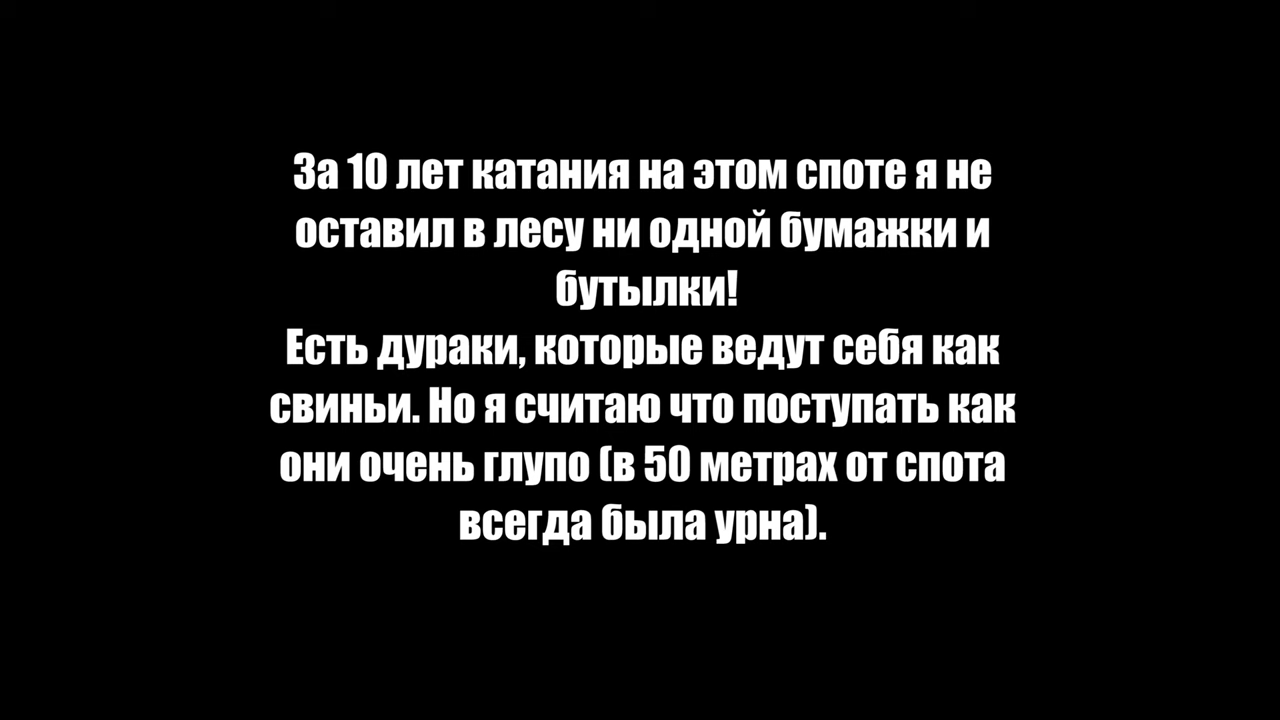 За 10 лет катания на этом споте я не
оставил в лесу ни одной бумажки и
бутылки!
Есть дураки, которые ведут себя как
свиньи. Но я считаю что поступать как
они очень глупо (в 50 метрах от спота
всегда была урна).